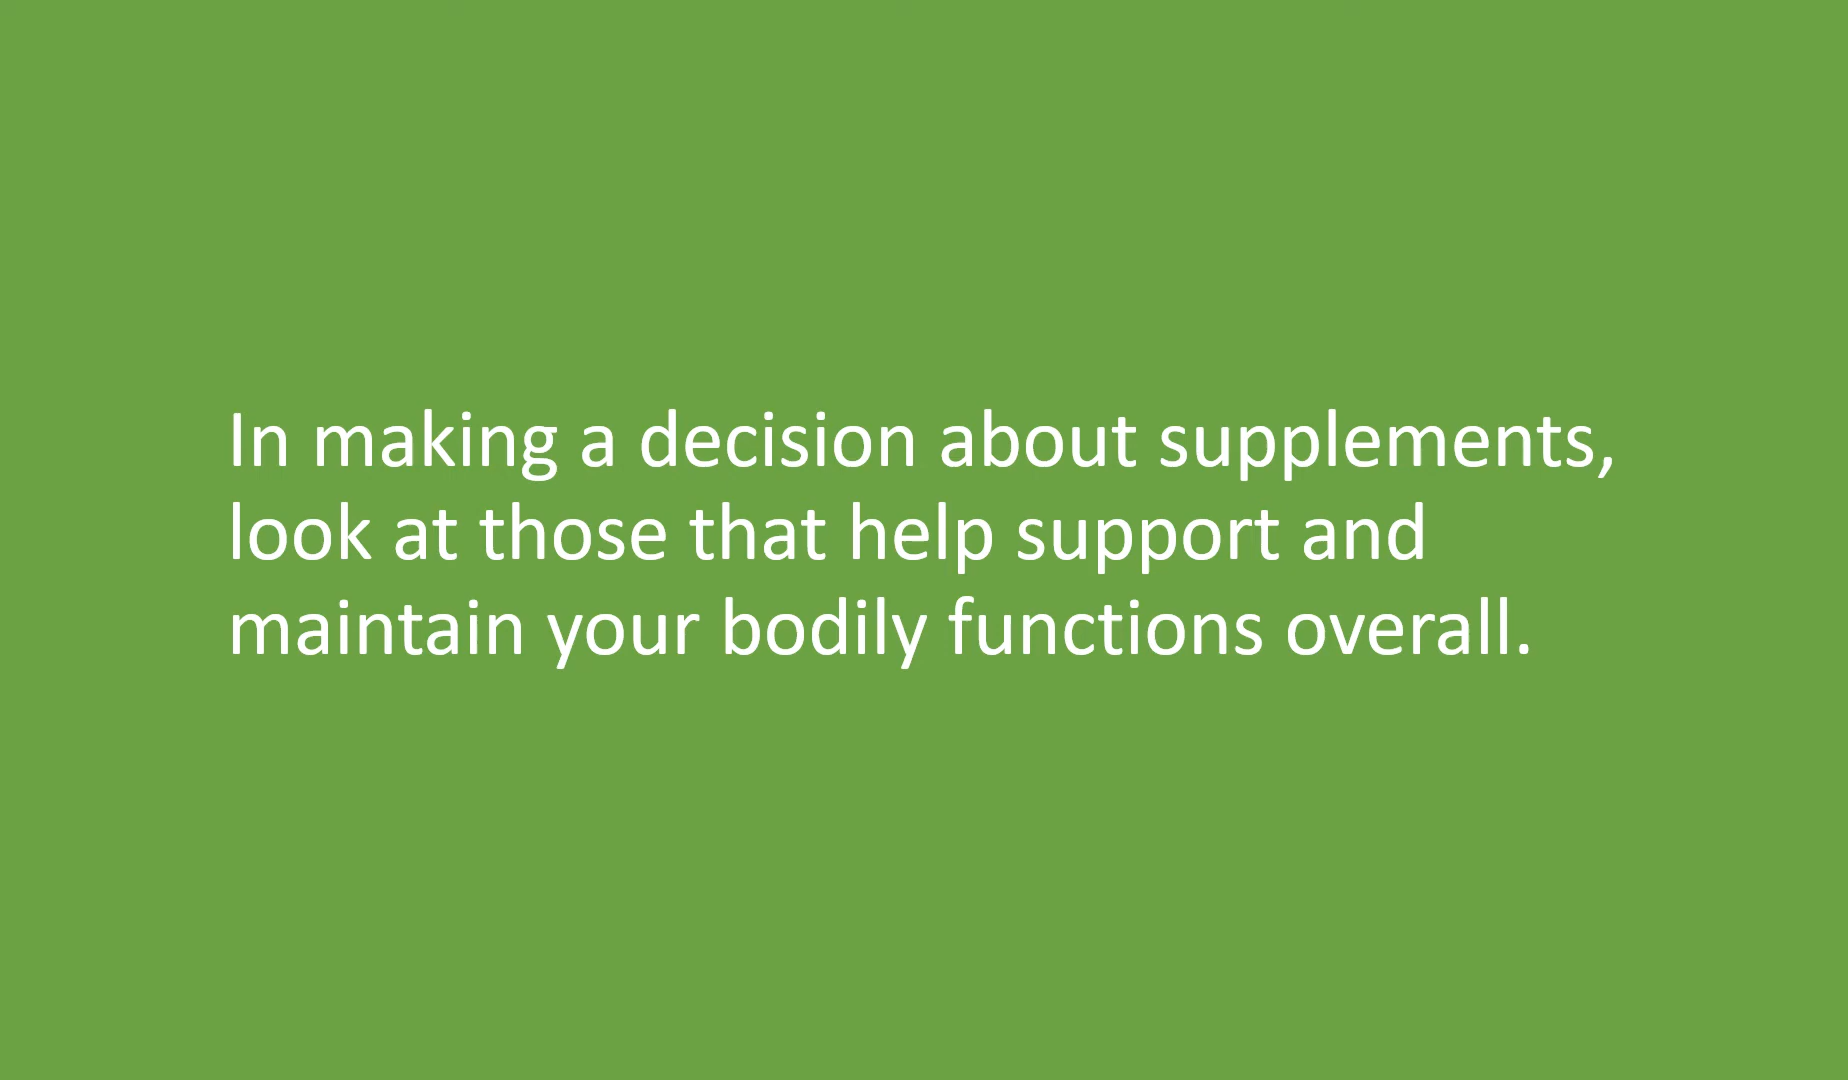 In making a decision about supplements,
look at those that help support and
maintain your bodily functions overall.